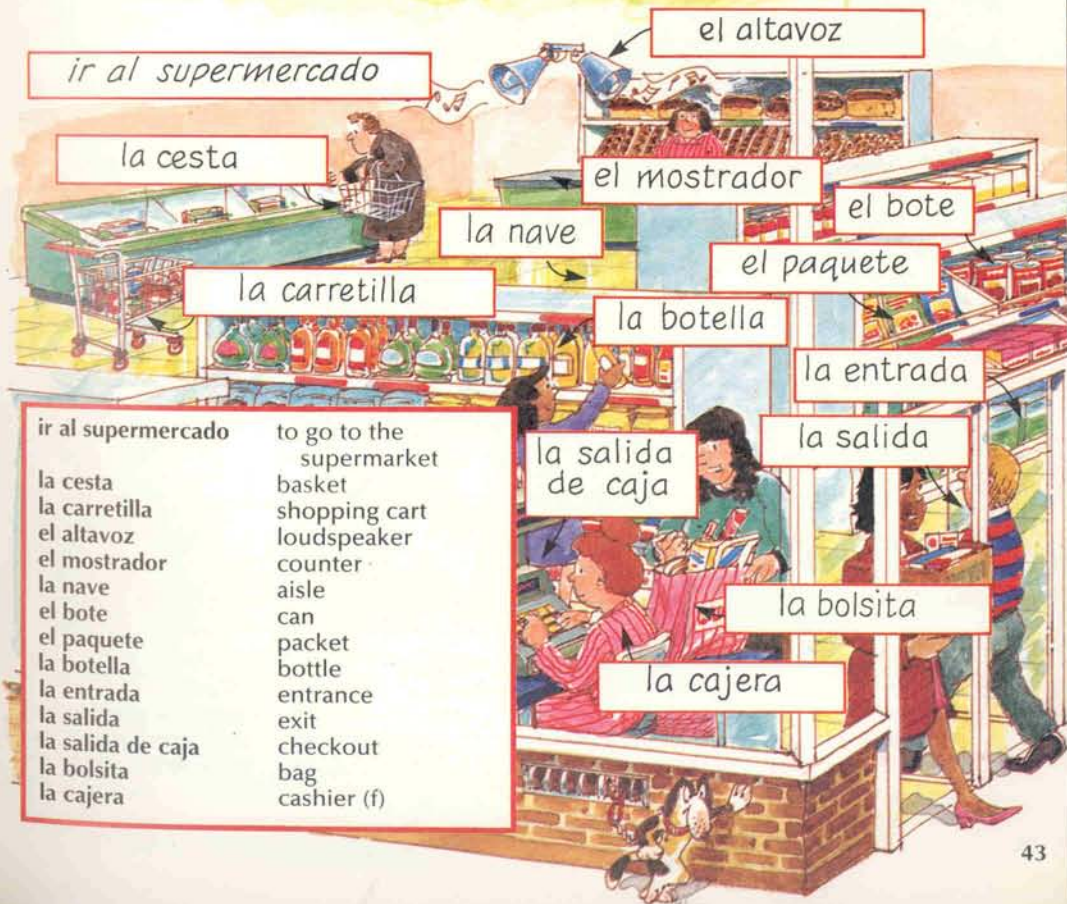 el altavoz
ir al supermercado
la cesta
el mostrador
la nave
el bote
el paquete
la carretilla
la botella
la entrada
la salida
la salida
de caja
la bolsita
la cajera
ir al supermercado to go to the
supermarket
la cesta basket
la carretilla shopping cart
el altavoz loudspeaker
el mostrador counter
la nave aisle
el bote can
el paquete packet
la botella bottle
la entrada entrance
la salida exit
la salida de caja checkout
la bolsita bag
la cajera cashier (f)
43